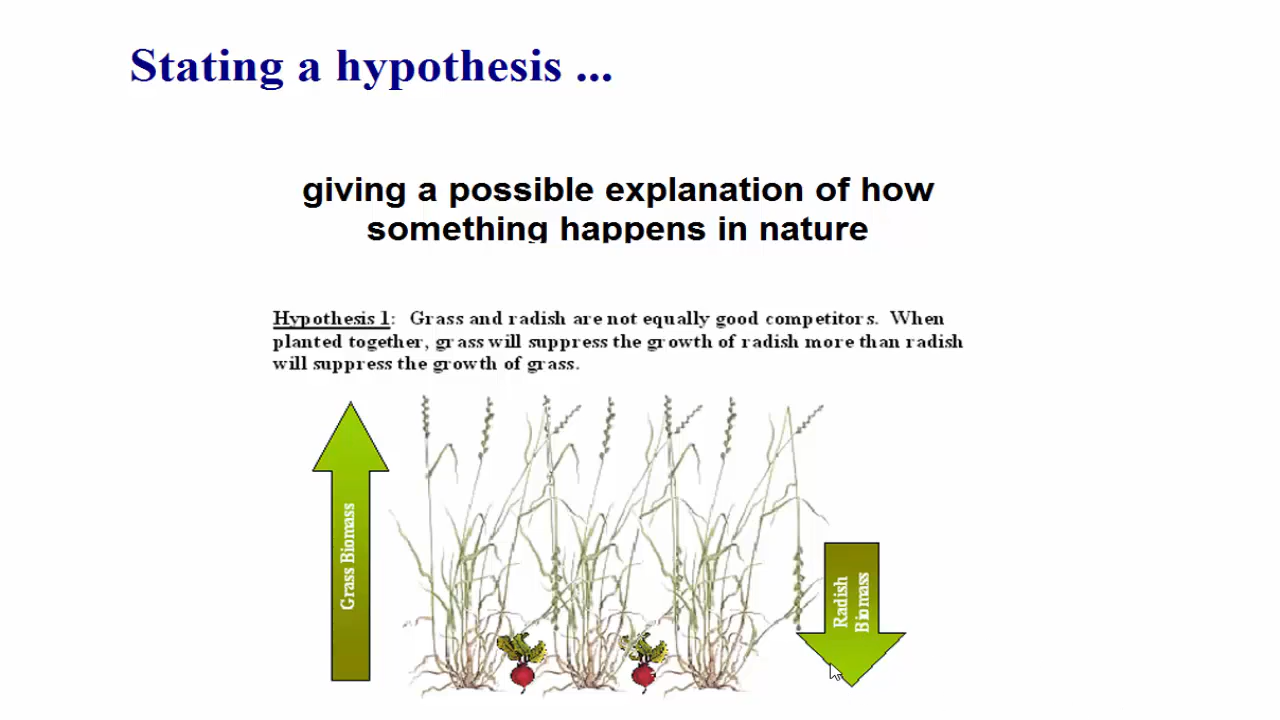 Stating a hypothesis ...
giving a possible explanation of how
something happens in nature
Hypothesis 1: Grass and radish are not equally good competitors. When
planted together, grass will suppress the growth of radish more than radish
will suppress the growth of grass.
Grass Biomass
Radish
Biomass